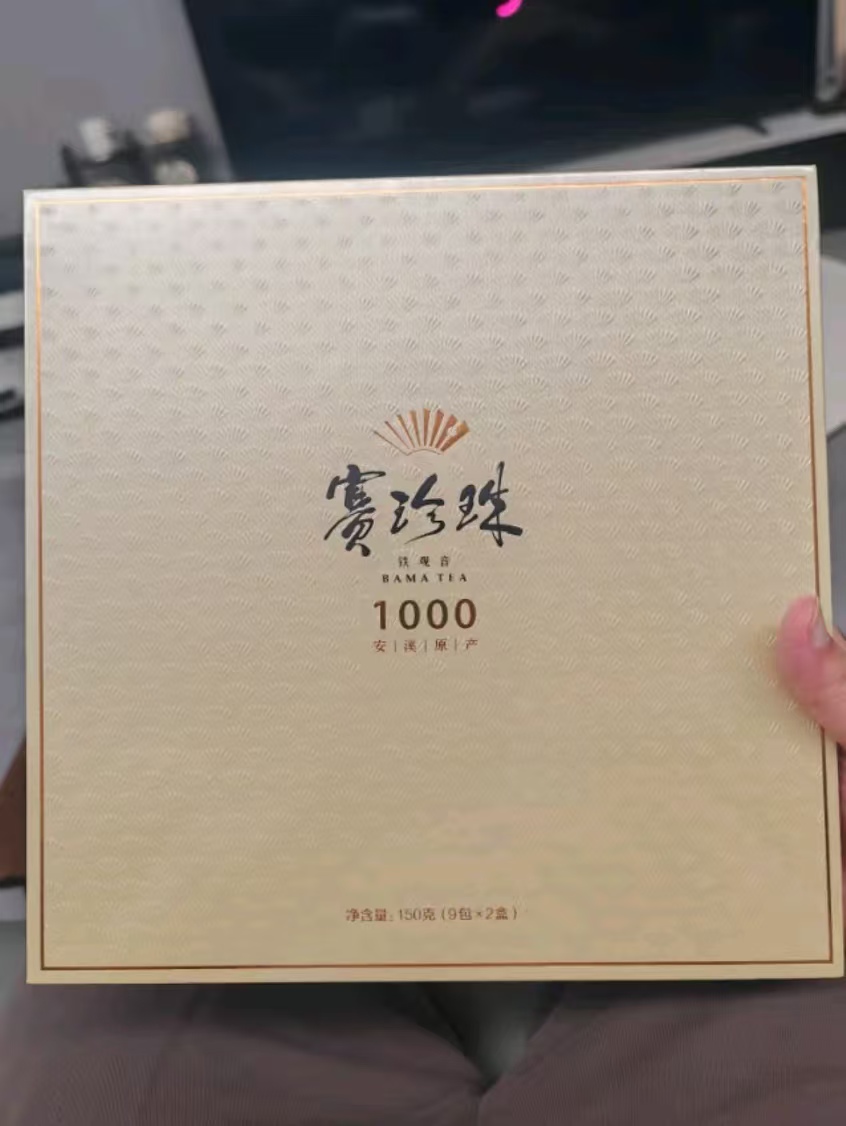 赛珍珠
铁观音
BAMA TEA
1000
安|溪|原|产
净含量:150克(9包×2盒)